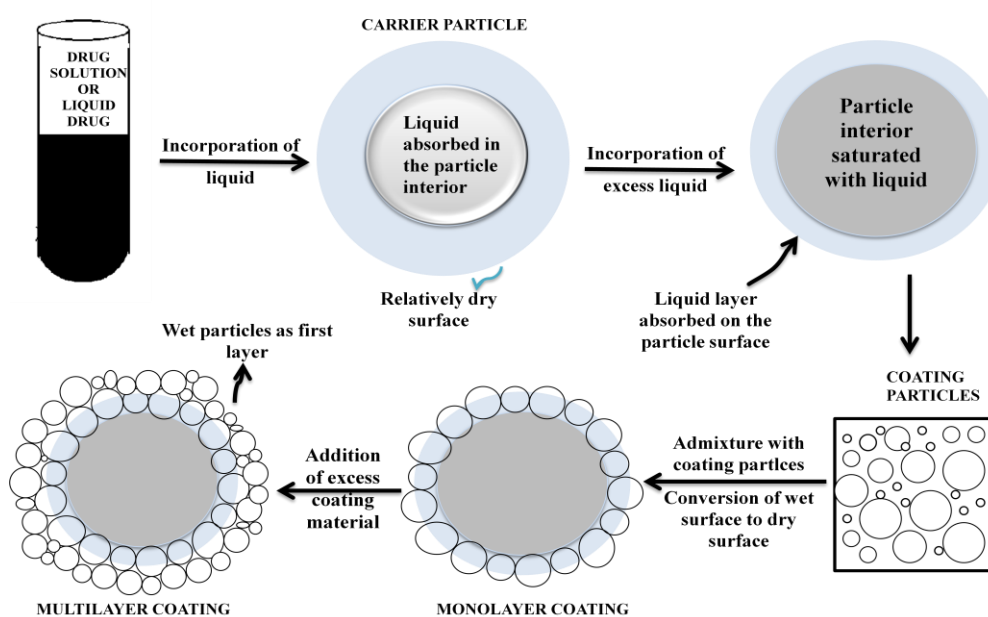 CARRIER PARTICLE
DRUG
SOLUTION
OR
LIQUID
DRUG
Incorporation of
liquid
Liquid
absorbed in
the particle
interior
Incorporation of
excess liquid
Particle
interior
saturated
with liquid
Relatively dry
surface
Liquid layer
absorbed on the
particle surface
Wet particles as first
layer
COATING
PARTICLES
Admixture with
coating partlces
Conversion of wet
surface to dry
surface
Addition
of excess
coating
material
MULTILAYER COATING
MONOLAYER COATING